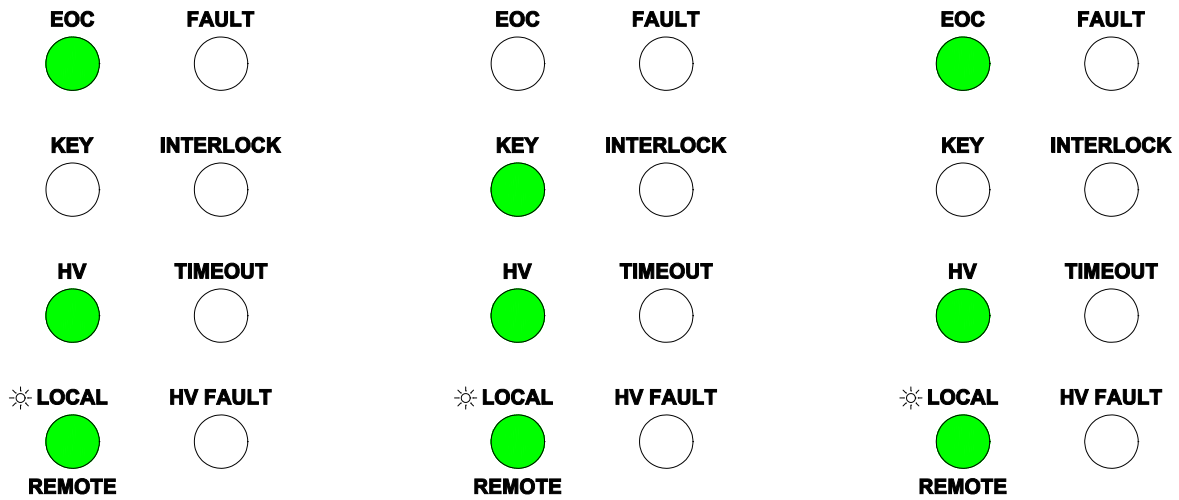 EOC FAULT EOC FAULT EOC FAULT
KEY INTERLOCK KEY INTERLOCK KEY INTERLOCK
HV TIMEOUT HV TIMEOUT HV TIMEOUT
LOCAL HV FAULT LOCAL HV FAULT LOCAL HV FAULT
REMOTE REMOTE REMOTE